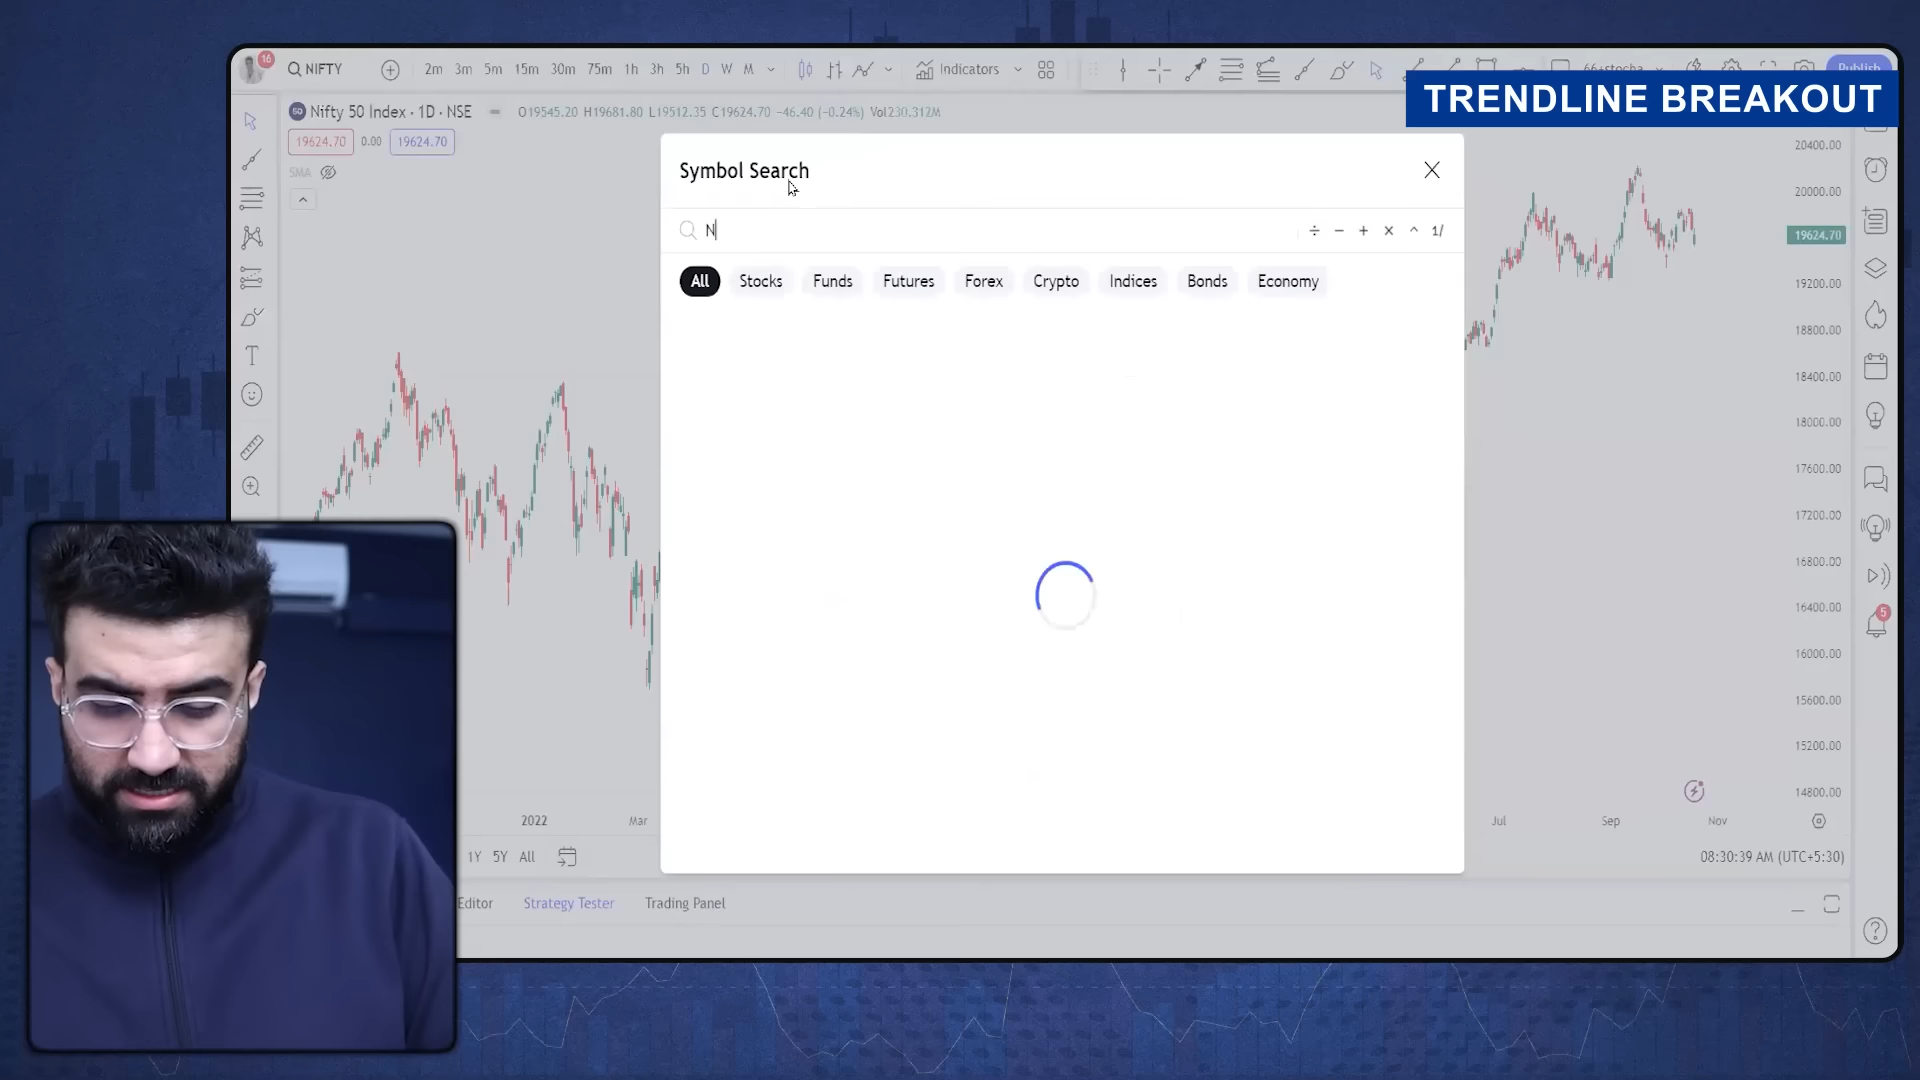 TRENDLINE BREAKOUT
16
NIFTY
2m 3m 5m 15m 30m 75m 1h 3h 5h D W M
Indicators
Publish
Nifty 50 Index · 1D · NSE
O19545.20 H19681.80 L19512.35 C19624.70 −46.40 (−0.24%) Vol230.312M
19624.70 0.00 19624.70
SMA
Symbol Search
N
÷ − + × ^ 1/
All Stocks Funds Futures Forex Crypto Indices Bonds Economy
20400.00
20000.00
19624.70
19200.00
18800.00
18400.00
18000.00
17600.00
17200.00
16800.00
16400.00
16000.00
15600.00
15200.00
14800.00
5
2022 Mar Jul Sep Nov
1Y 5Y All
08:30:39 AM (UTC+5:30)
Editor Strategy Tester Trading Panel